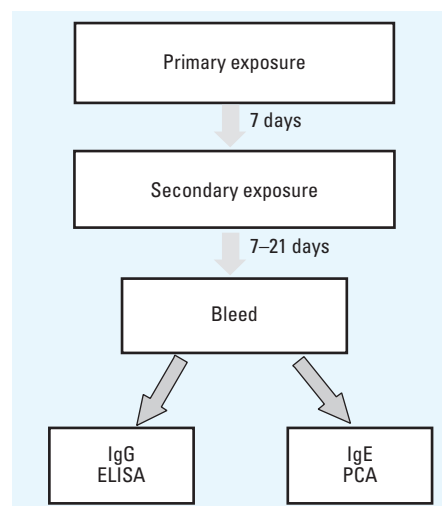 Primary exposure
7 days
Secondary exposure
7–21 days
Bleed
IgG
ELISA
IgE
PCA